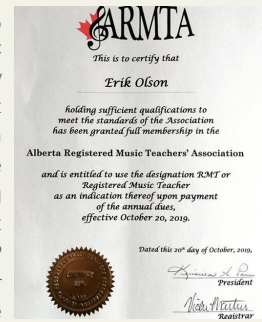 ARMTA
This is to certify that
Erik Olson
holding sufficient qualifications to
meet the standards of the Association
has been granted full membership in the
Alberta Registered Music Teachers' Association
and is entitled to use the designation RMT or
Registered Music Teacher
as an indication thereof upon payment
of the annual dues,
effective October 20, 2019.
Dated this 20th day of October, 2019,
President
Registrar